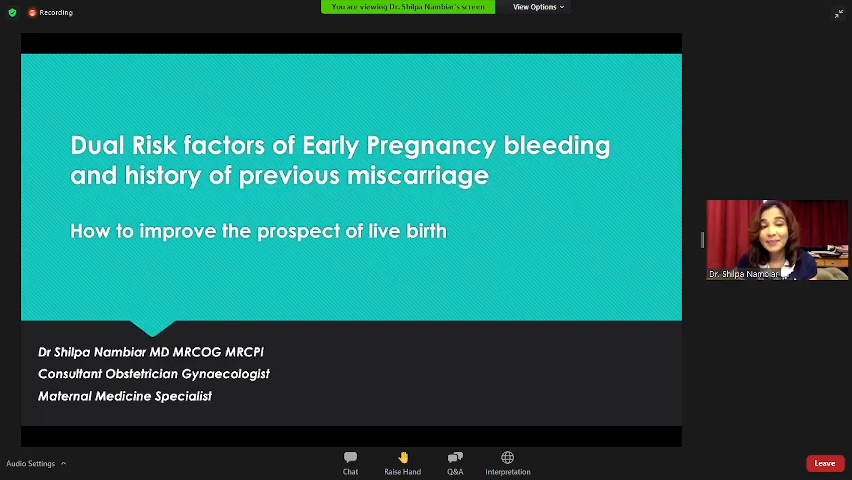 Recording
You are viewing Dr. Shilpa Nambiar's screen
View Options
Dual Risk factors of Early Pregnancy bleeding
and history of previous miscarriage
How to improve the prospect of live birth
Dr. Shilpa Nambiar
Dr Shilpa Nambiar MD MRCOG MRCPI
Consultant Obstetrician Gynaecologist
Maternal Medicine Specialist
Audio Settings
Chat
Raise Hand
Q&A
Interpretation
Leave